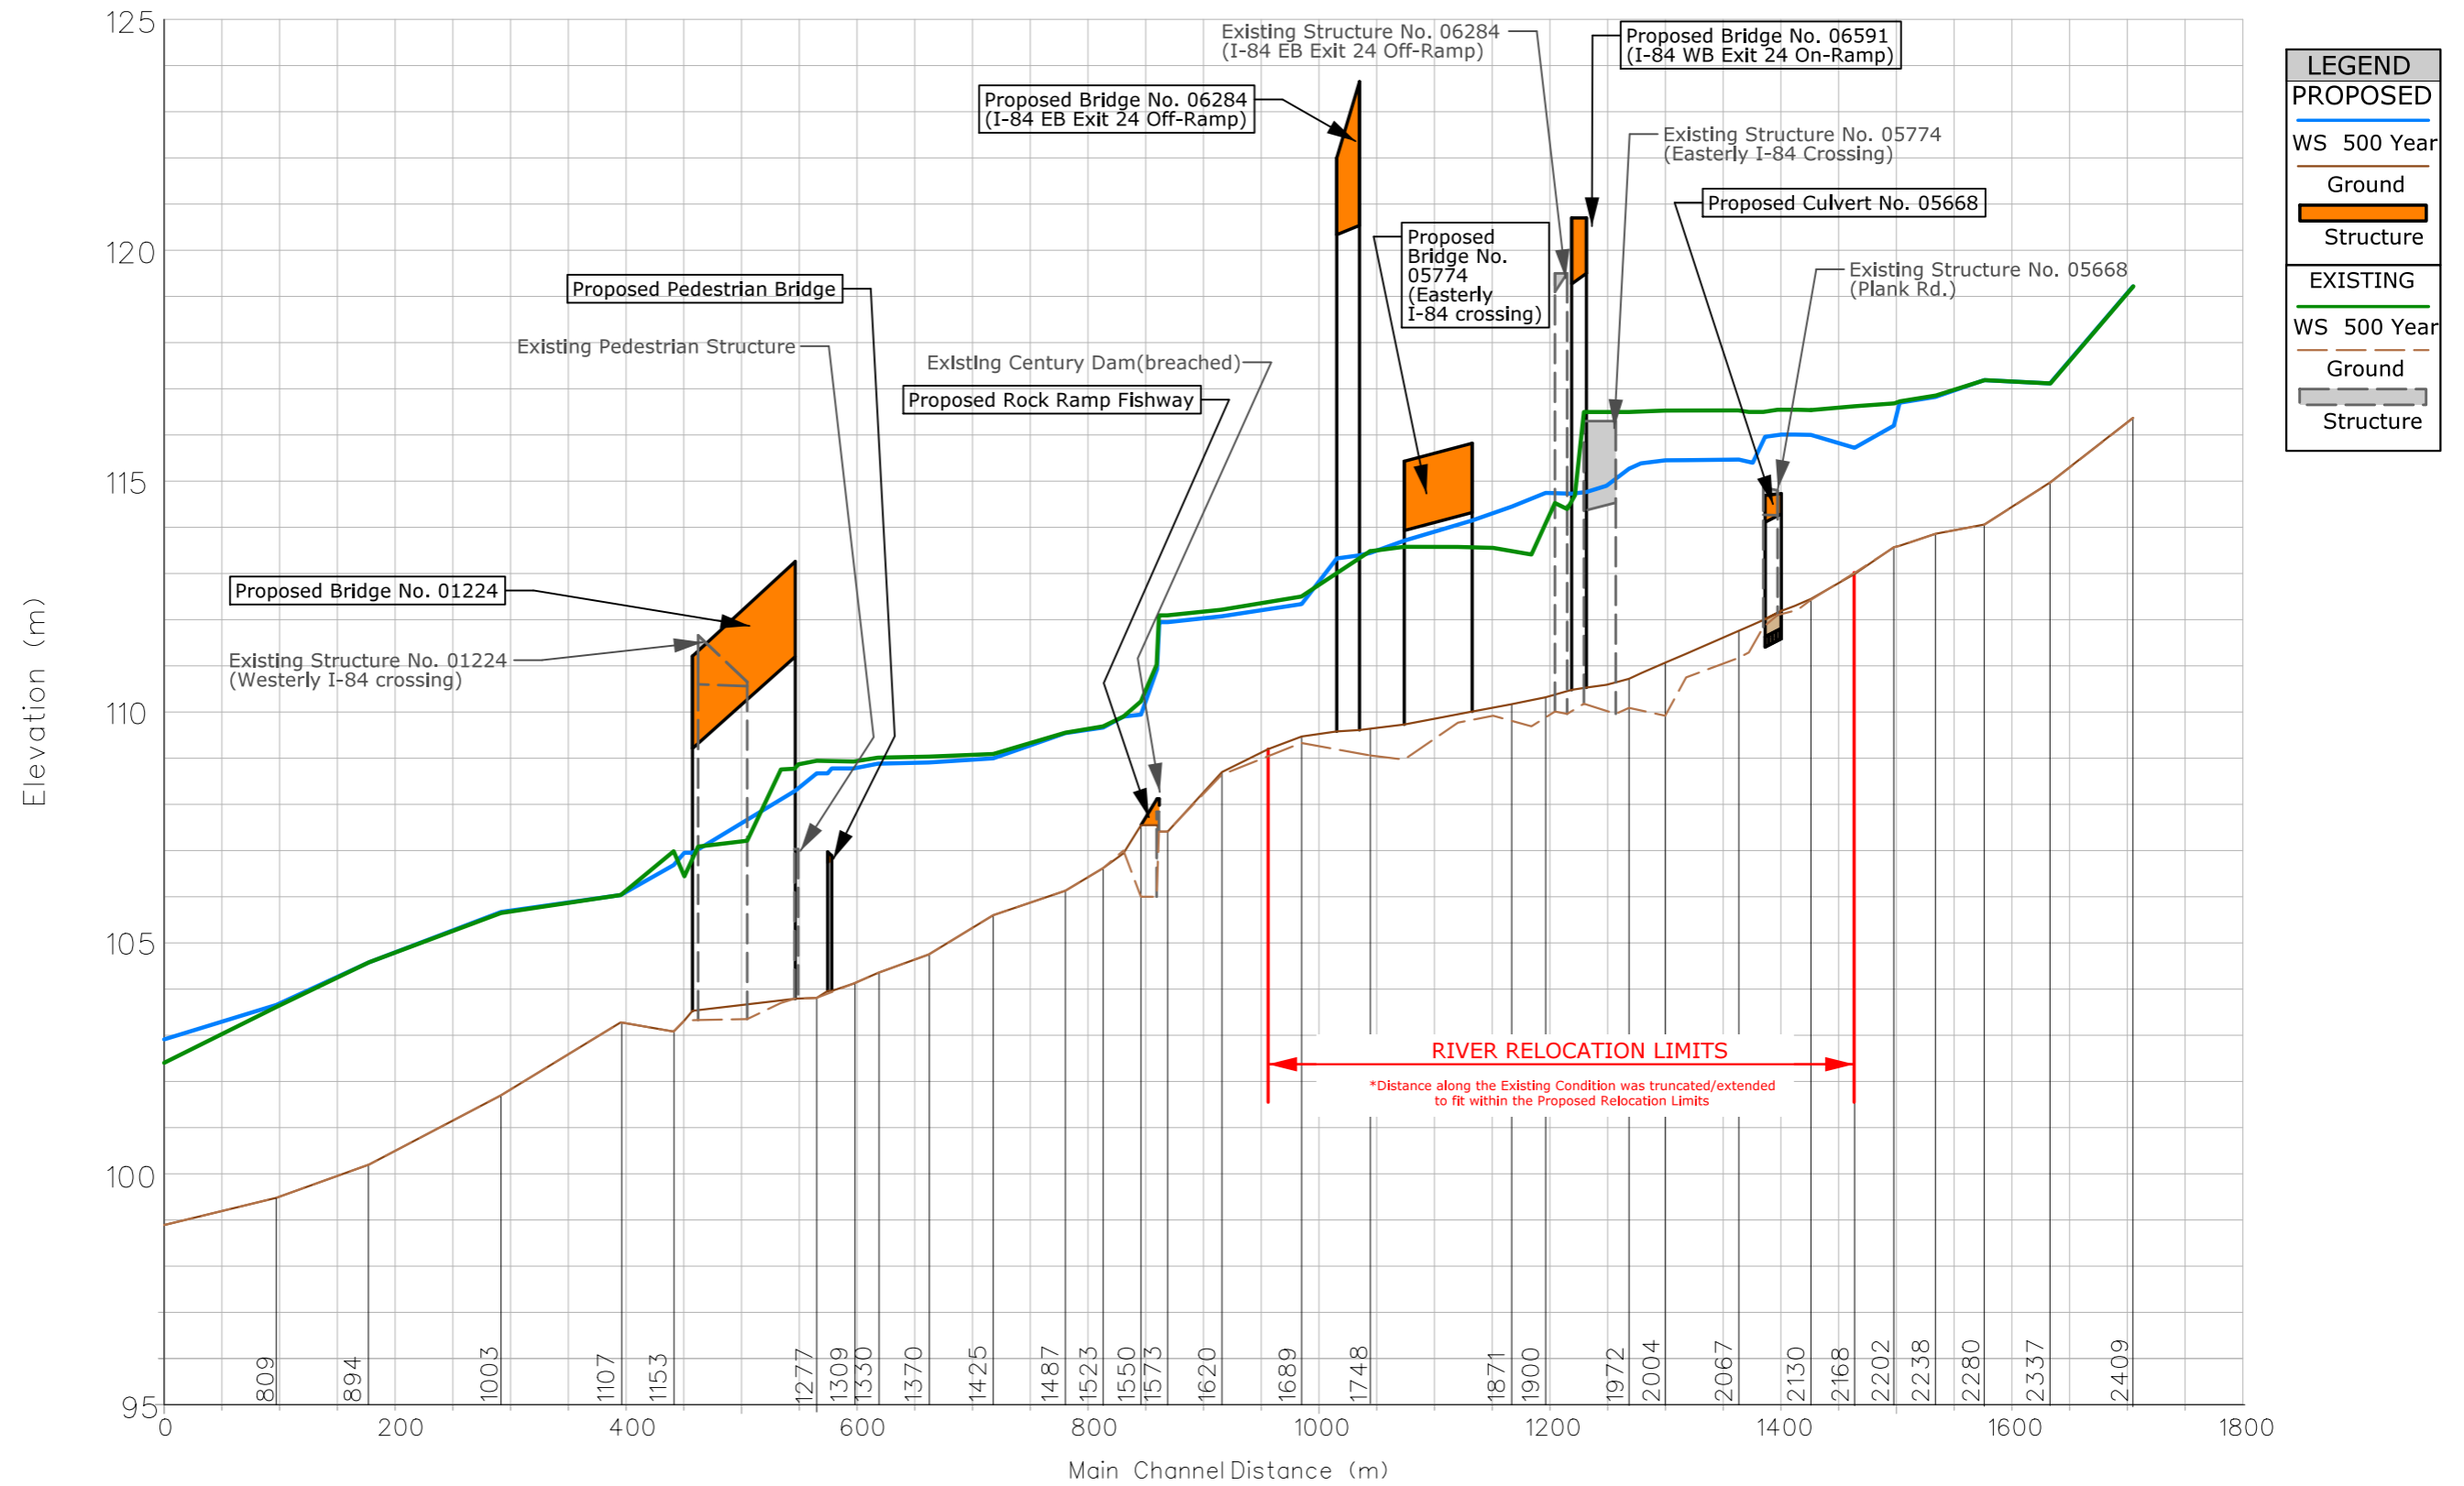 125
120
115
110
105
100
95
Elevation (m)
0
200
400
600
800
1000
1200
1400
1600
1800
Main Channel Distance (m)
809
894
1003
1107
1153
1277
1309
1330
1370
1425
1487
1523
1550
1573
1620
1689
1748
1871
1900
1972
2004
2067
2130
2168
2202
2238
2280
2337
2409
Existing Structure No. 06284
(I-84 EB Exit 24 Off-Ramp)
Proposed Bridge No. 06591
(I-84 WB Exit 24 On-Ramp)
Proposed Bridge No. 06284
(I-84 EB Exit 24 Off-Ramp)
Existing Structure No. 05774
(Easterly I-84 Crossing)
Proposed Culvert No. 05668
Proposed
Bridge No.
05774
(Easterly
I-84 crossing)
Existing Structure No. 05668
(Plank Rd.)
Proposed Pedestrian Bridge
Existing Pedestrian Structure
Existing Century Dam(breached)
Proposed Rock Ramp Fishway
Proposed Bridge No. 01224
Existing Structure No. 01224
(Westerly I-84 crossing)
RIVER RELOCATION LIMITS
*Distance along the Existing Condition was truncated/extended
to fit within the Proposed Relocation Limits
LEGEND
PROPOSED
WS 500 Year
Ground
Structure
EXISTING
WS 500 Year
Ground
Structure